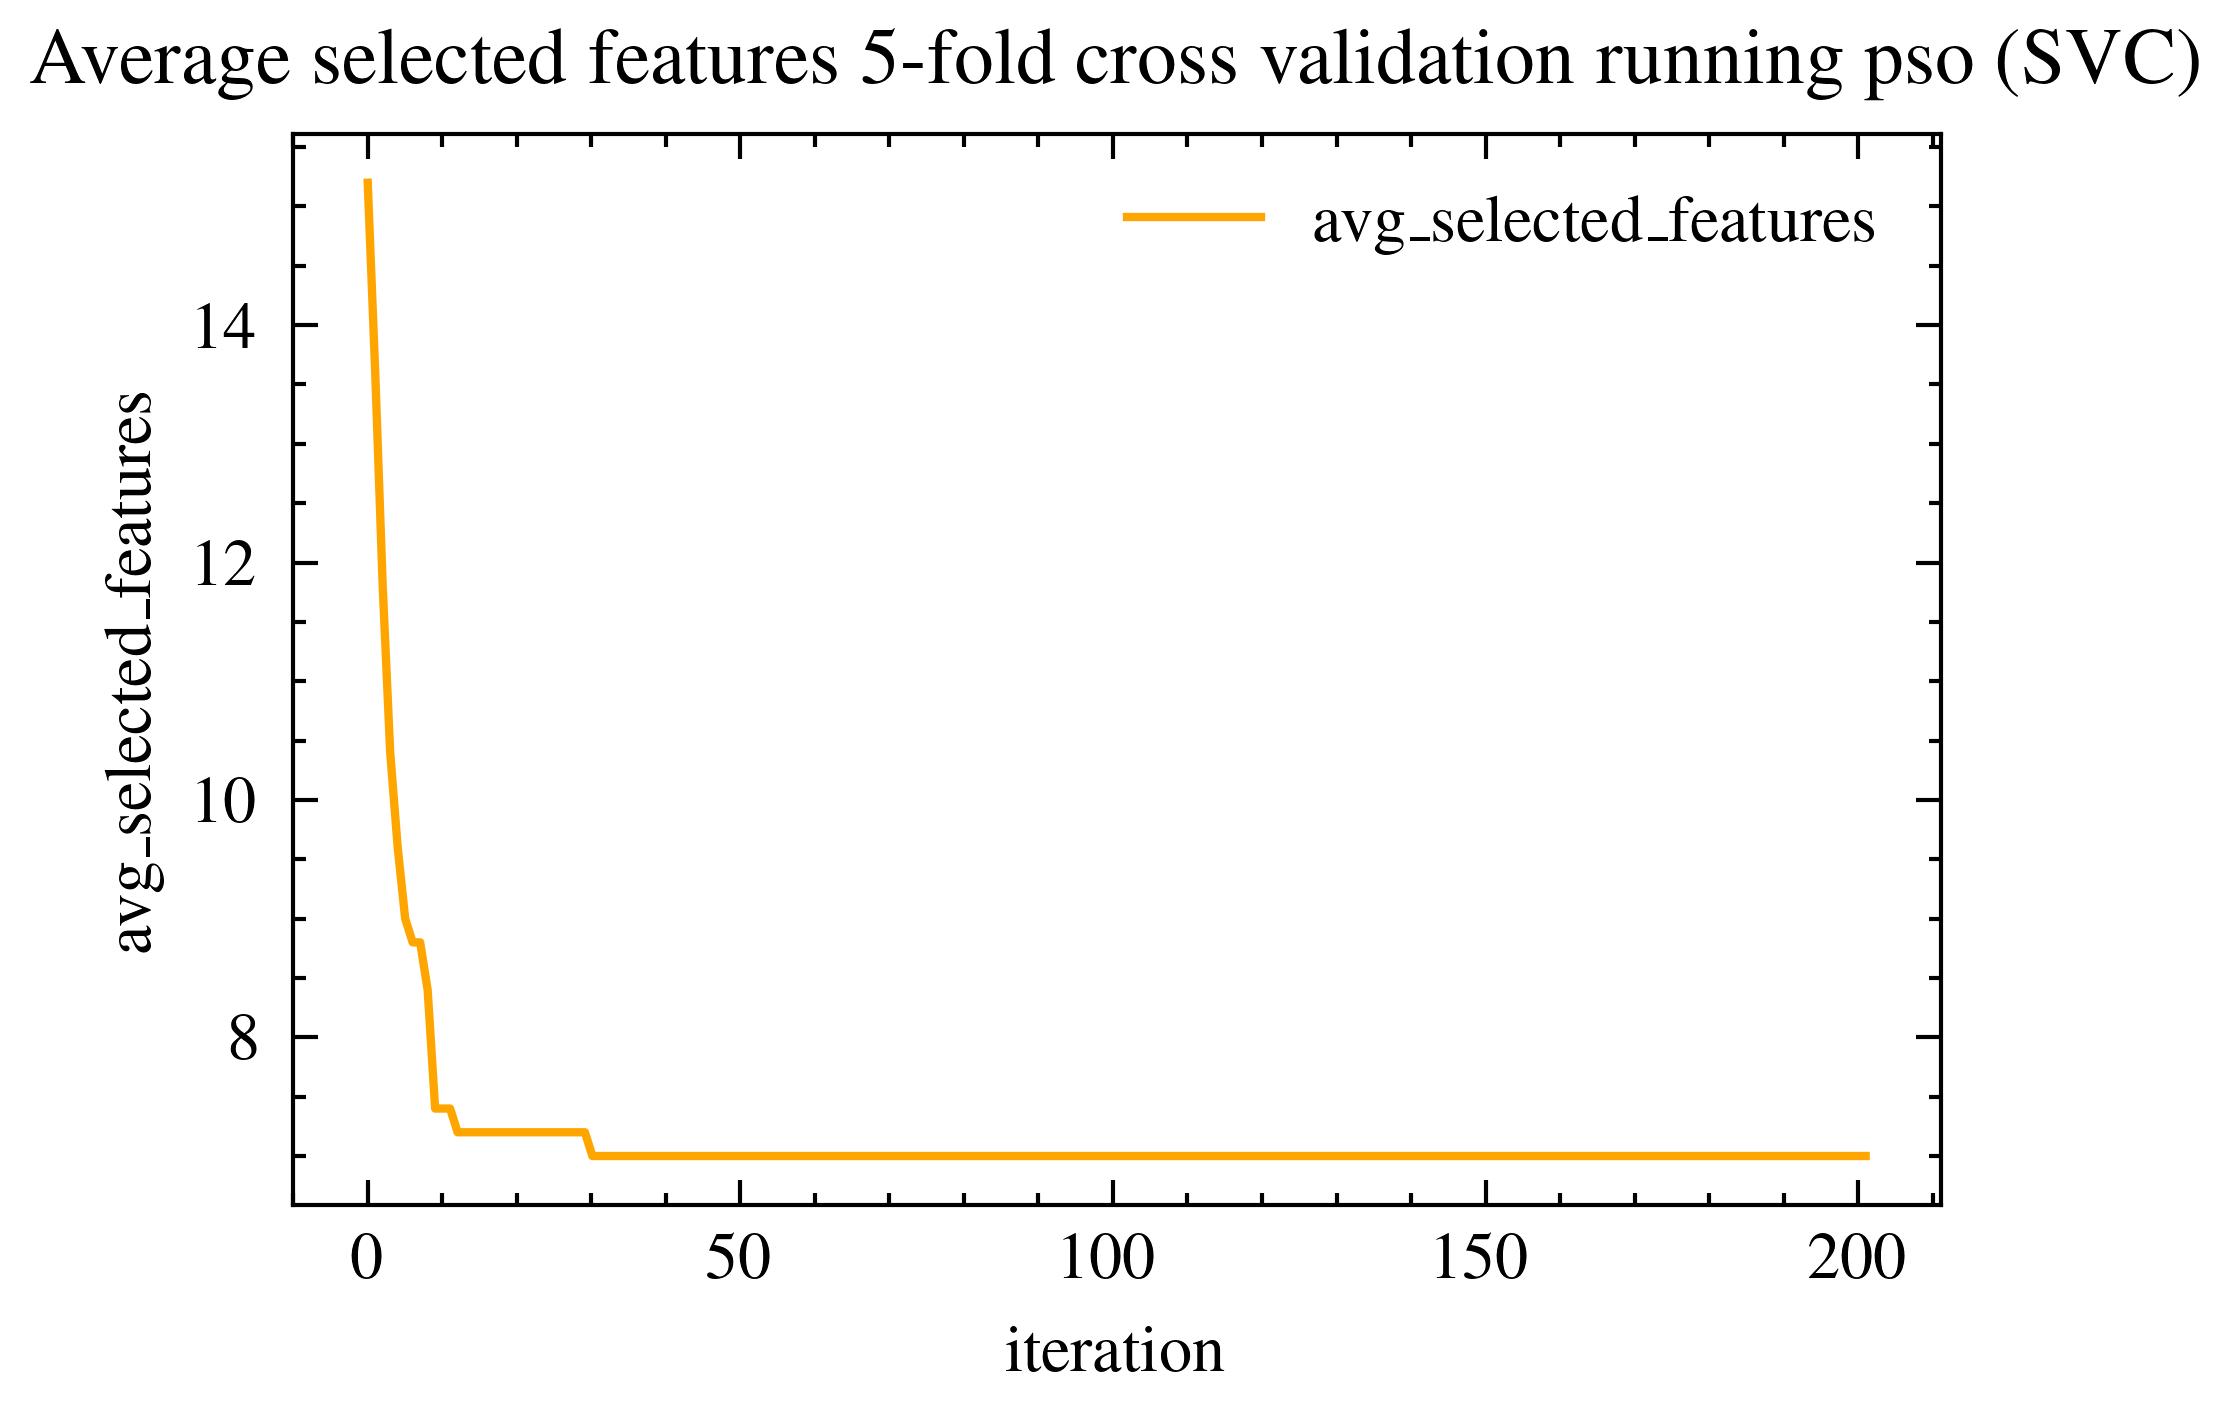 Average selected features 5-fold cross validation running pso (SVC)
avg_selected_features
avg_selected_features
14
12
10
8
0 50 100 150 200
iteration